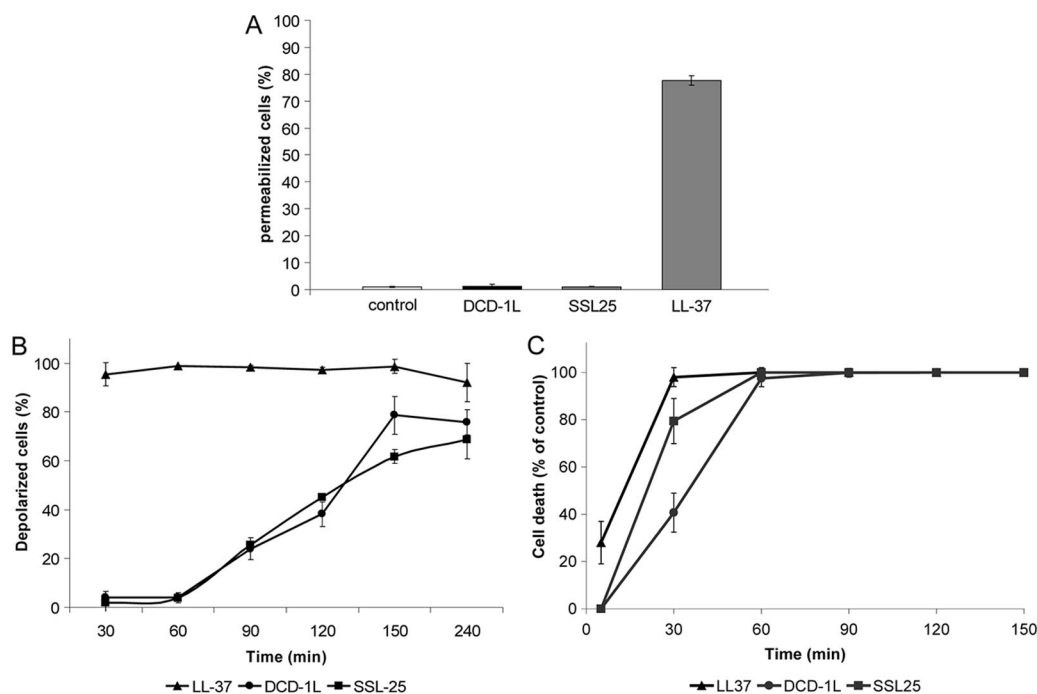 A
permeabilized cells (%)
100
90
80
70
60
50
40
30
20
10
0
control DCD-1L SSL25 LL-37
B
Depolarized cells (%)
100
80
60
40
20
0
30 60 90 120 150 240
Time (min)
LL-37 DCD-1L SSL-25
C
Cell death (% of control)
100
80
60
40
20
0
0 30 60 90 120 150
Time (min)
LL37 DCD-1L SSL25